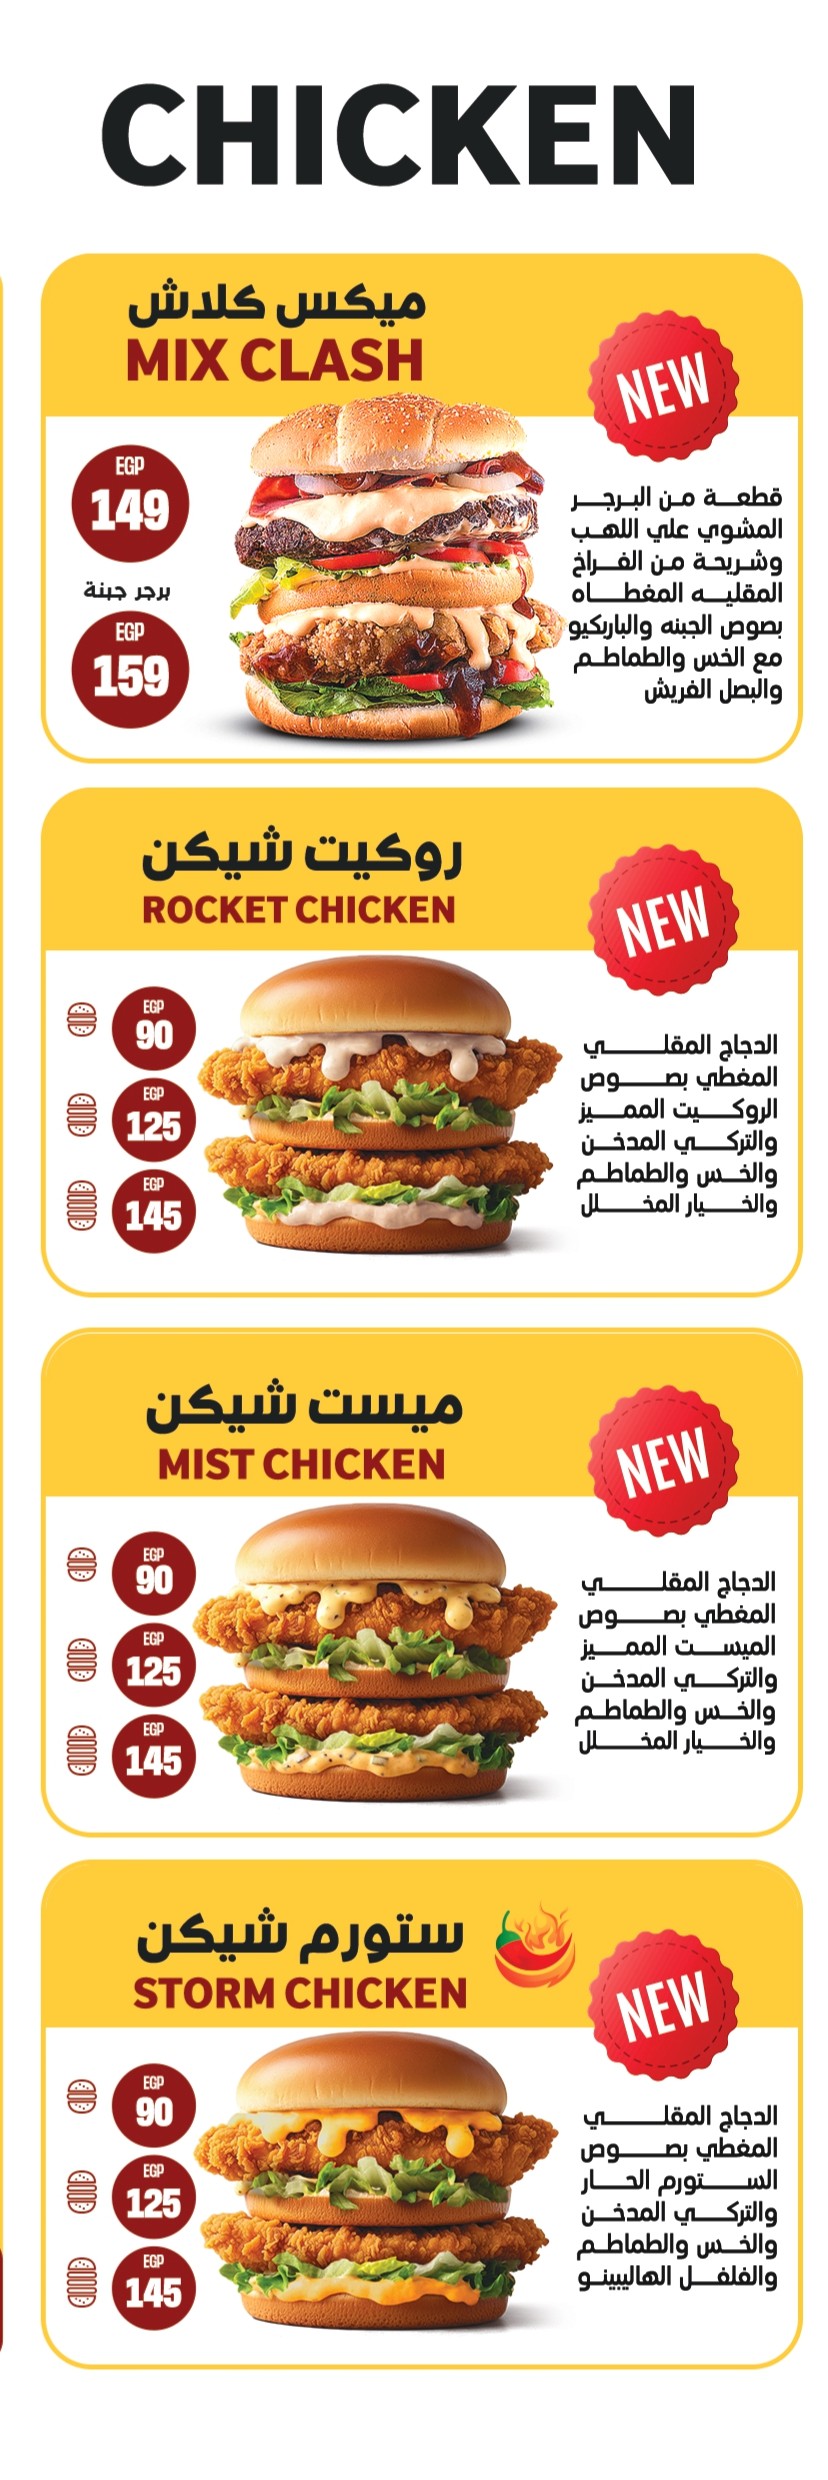 CHICKEN
ميكس كلاش
MIX CLASH
NEW
EGP
149
برجر جبنة
EGP
159
قطعة من البرجر
المشوي علي اللهب
وشريحة من الفراخ
المقليه المغطاه
بصوص الجبنه والباربكيو
مع الخس والطماطم
والبصل الفريش
روكيت شيكن
ROCKET CHICKEN
NEW
EGP
90
EGP
125
EGP
145
الدجاج المقلي
المغطي بصوص
الروكيت المميز
والتركي المدخن
والخس والطماطم
والخيار المخلل
ميست شيكن
MIST CHICKEN
NEW
EGP
90
EGP
125
EGP
145
الدجاج المقلي
المغطي بصوص
الميست المميز
والتركي المدخن
والخس والطماطم
والخيار المخلل
ستورم شيكن
STORM CHICKEN
NEW
EGP
90
EGP
125
EGP
145
الدجاج المقلي
المغطي بصوص
الستورم الحار
والتركي المدخن
والخس والطماطم
والفلفل الهاليبينو